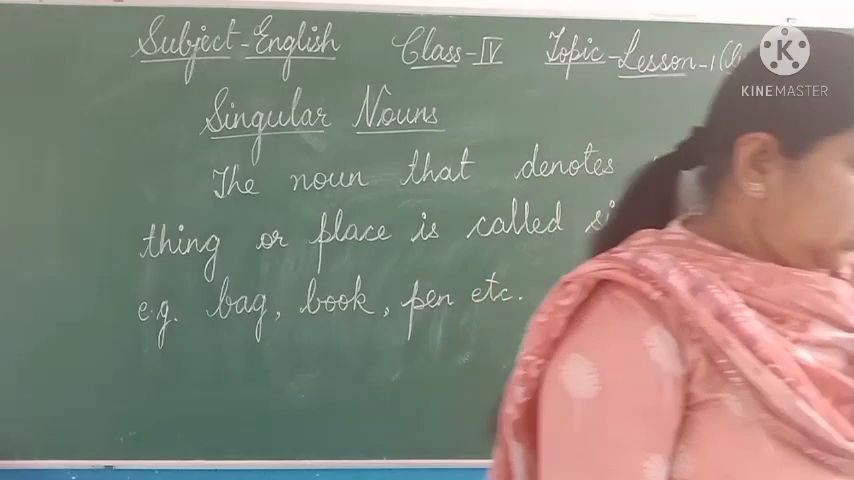 Subject-English Class-IV Topic-Lesson-1
Singular Nouns
The noun that denotes
thing or place is called
e.g. bag, book, pen etc.
K
KINEMASTER